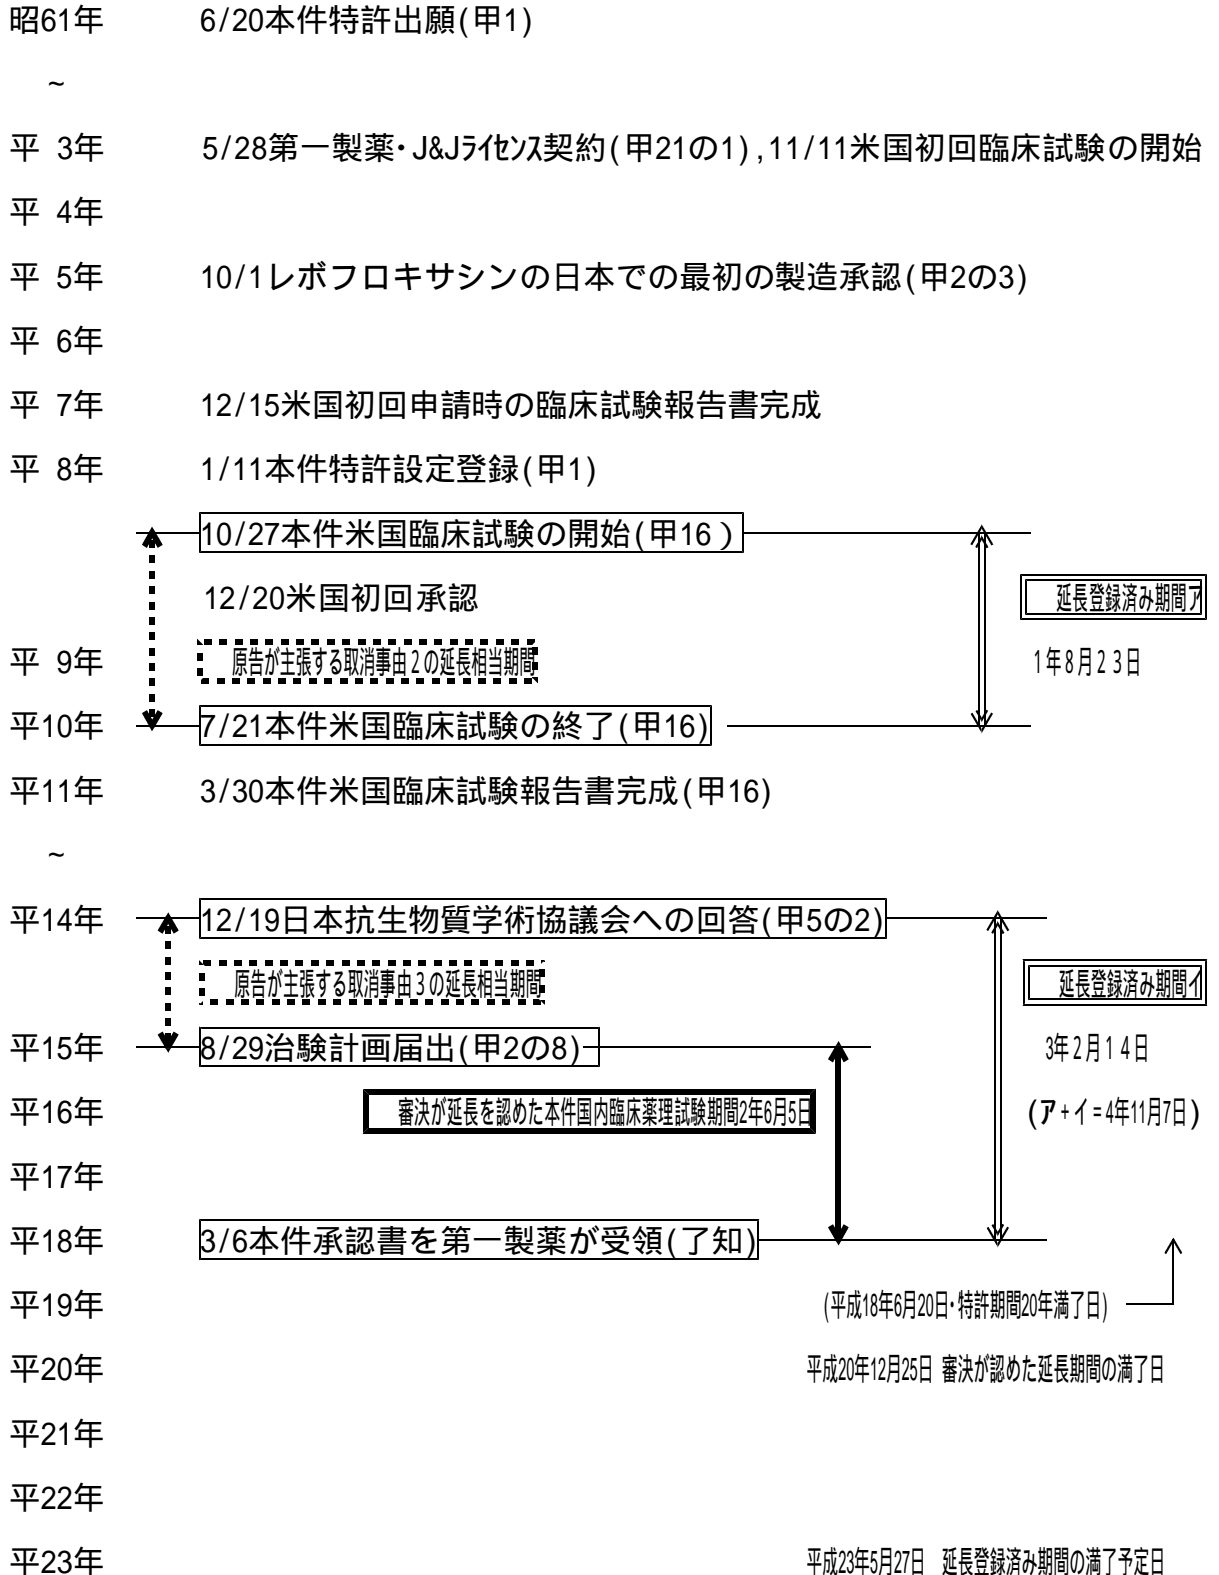 昭61年 6/20本件特許出願(甲1)
~
平 3年 5/28第一製薬・J&Jライセンス契約(甲21の1),11/11米国初回臨床試験の開始
平 4年
平 5年 10/1レボフロキサシンの日本での最初の製造承認(甲2の3)
平 6年
平 7年 12/15米国初回申請時の臨床試験報告書完成
平 8年 1/11本件特許設定登録(甲1)
10/27本件米国臨床試験の開始(甲16)
12/20米国初回承認
延長登録済み期間ア
平 9年 原告が主張する取消事由2の延長相当期間 1年8月23日
平10年 7/21本件米国臨床試験の終了(甲16)
平11年 3/30本件米国臨床試験報告書完成(甲16)
~
平14年 12/19日本抗生物質学術協議会への回答(甲5の2)
原告が主張する取消事由3の延長相当期間 延長登録済み期間イ
平15年 8/29治験計画届出(甲2の8) 3年2月14日
平16年 審決が延長を認めた本件国内臨床薬理試験期間2年6月5日 (ア+イ=4年11月7日)
平17年
平18年 3/6本件承認書を第一製薬が受領(了知)
平19年 (平成18年6月20日・特許期間20年満了日)
平20年 平成20年12月25日 審決が認めた延長期間の満了日
平21年
平22年
平23年 平成23年5月27日 延長登録済み期間の満了予定日